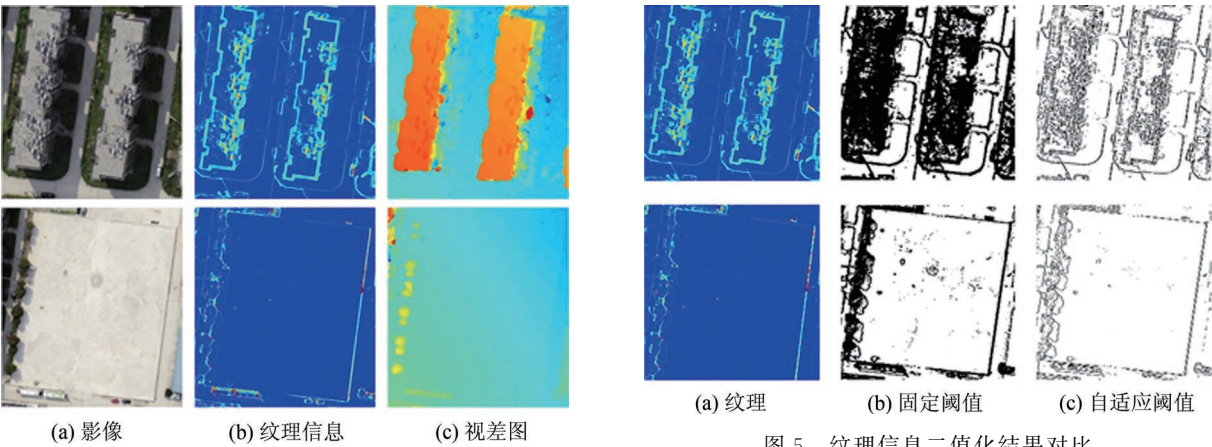 (a) 影像
(b) 纹理信息
(c) 视差图
(a) 纹理
(b) 固定阈值
(c) 自适应阈值
图 5 纹理信息二值化结果对比